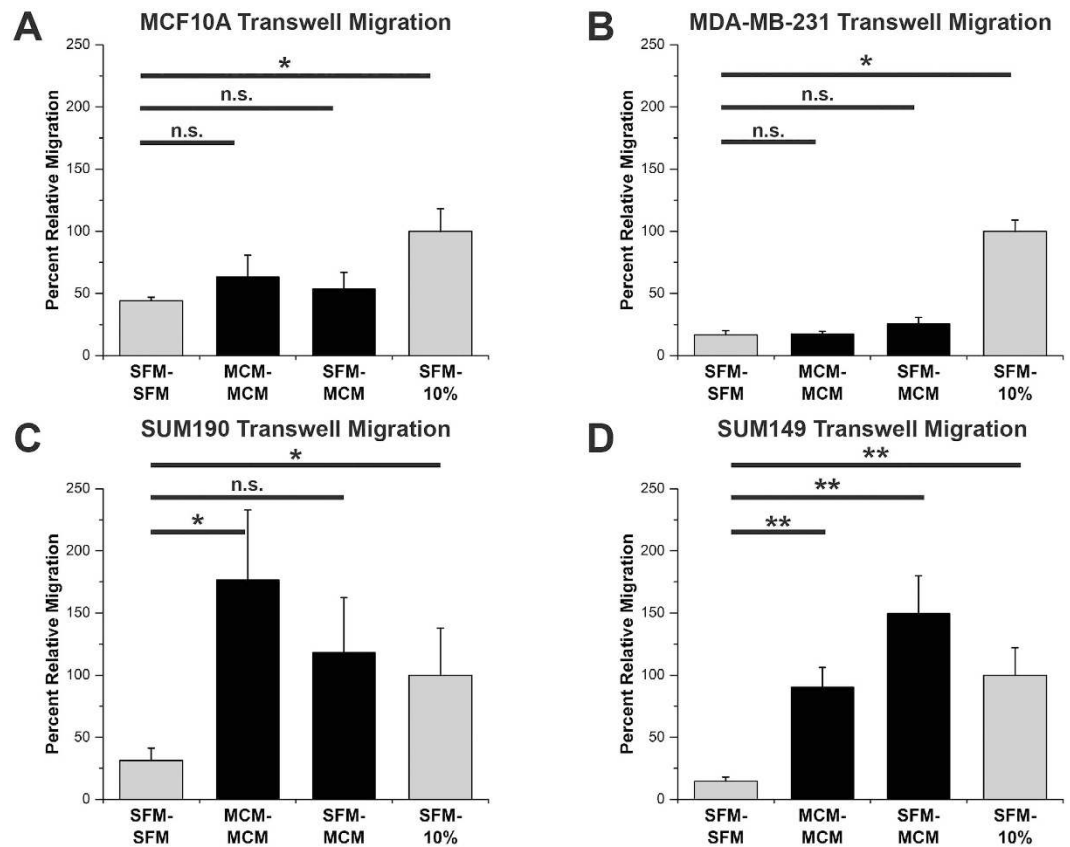 A
MCF10A Transwell Migration
Percent Relative Migration
250
200
150
100
50
0
*
n.s.
n.s.
SFM-
SFM
MCM-
MCM
SFM-
MCM
SFM-
10%
B
MDA-MB-231 Transwell Migration
Percent Relative Migration
250
200
150
100
50
0
*
n.s.
n.s.
SFM-
SFM
MCM-
MCM
SFM-
MCM
SFM-
10%
C
SUM190 Transwell Migration
Percent Relative Migration
250
200
150
100
50
0
*
n.s.
*
SFM-
SFM
MCM-
MCM
SFM-
MCM
SFM-
10%
D
SUM149 Transwell Migration
Percent Relative Migration
250
200
150
100
50
0
**
**
**
SFM-
SFM
MCM-
MCM
SFM-
MCM
SFM-
10%